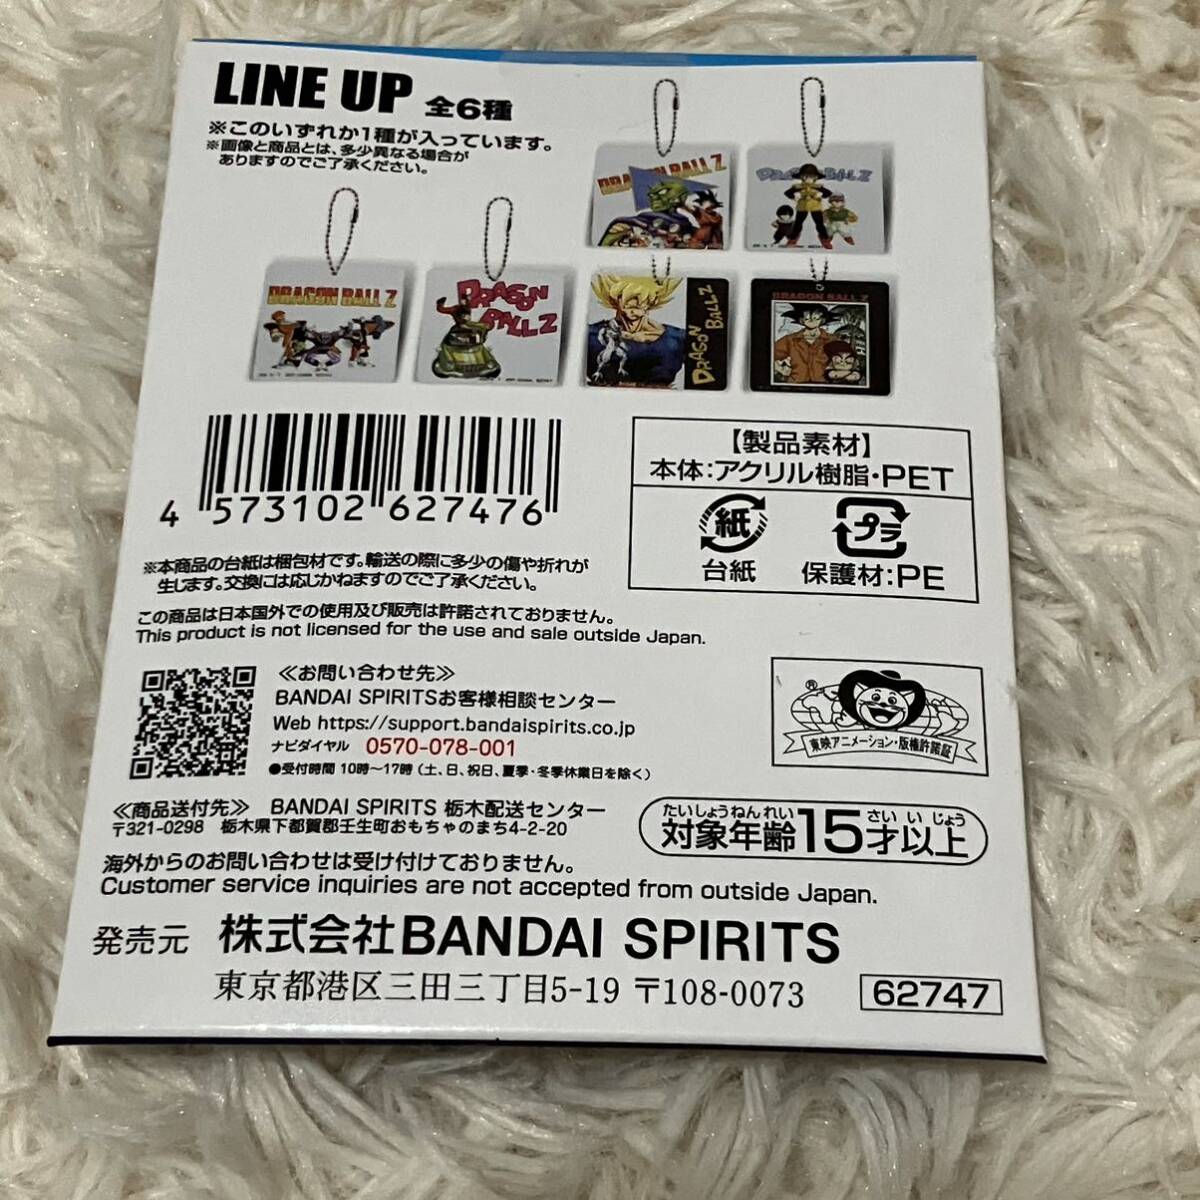 LINE UP 全6種
※このいずれか1種が入っています。
※画像と商品とは、多少異なる場合が
ありますのでご了承ください。
DRAGON BALL Z
DRAGON BALL Z
DRAGON BALL Z
DRAGON
BALL Z
DRAGON BALL Z
DRAGON BALL Z
4 573102 627476
【製品素材】
本体:アクリル樹脂・PET
紙
台紙
プラ
保護材:PE
※本商品の台紙は梱包材です。輸送の際に多少の傷や折れが
生じます。交換には応じかねますのでご了承ください。
この商品は日本国外での使用及び販売は許諾されておりません。
This product is not licensed for the use and sale outside Japan.
≪お問い合わせ先≫
BANDAI SPIRITSお客様相談センター
Web https://support.bandaispirits.co.jp
ナビダイヤル 0570-078-001
●受付時間 10時～17時(土、日、祝日、夏季・冬季休業日を除く)
®
東映アニメーション・版権許諾証
≪商品送付先≫ BANDAI SPIRITS 栃木配送センター
〒321-0298 栃木県下都賀郡壬生町おもちゃのまち4-2-20
たいしょうねんれい さい いじょう
対象年齢15才以上
海外からのお問い合わせは受け付けておりません。
Customer service inquiries are not accepted from outside Japan.
発売元 株式会社BANDAI SPIRITS
東京都港区三田三丁目5-19 〒108-0073
62747